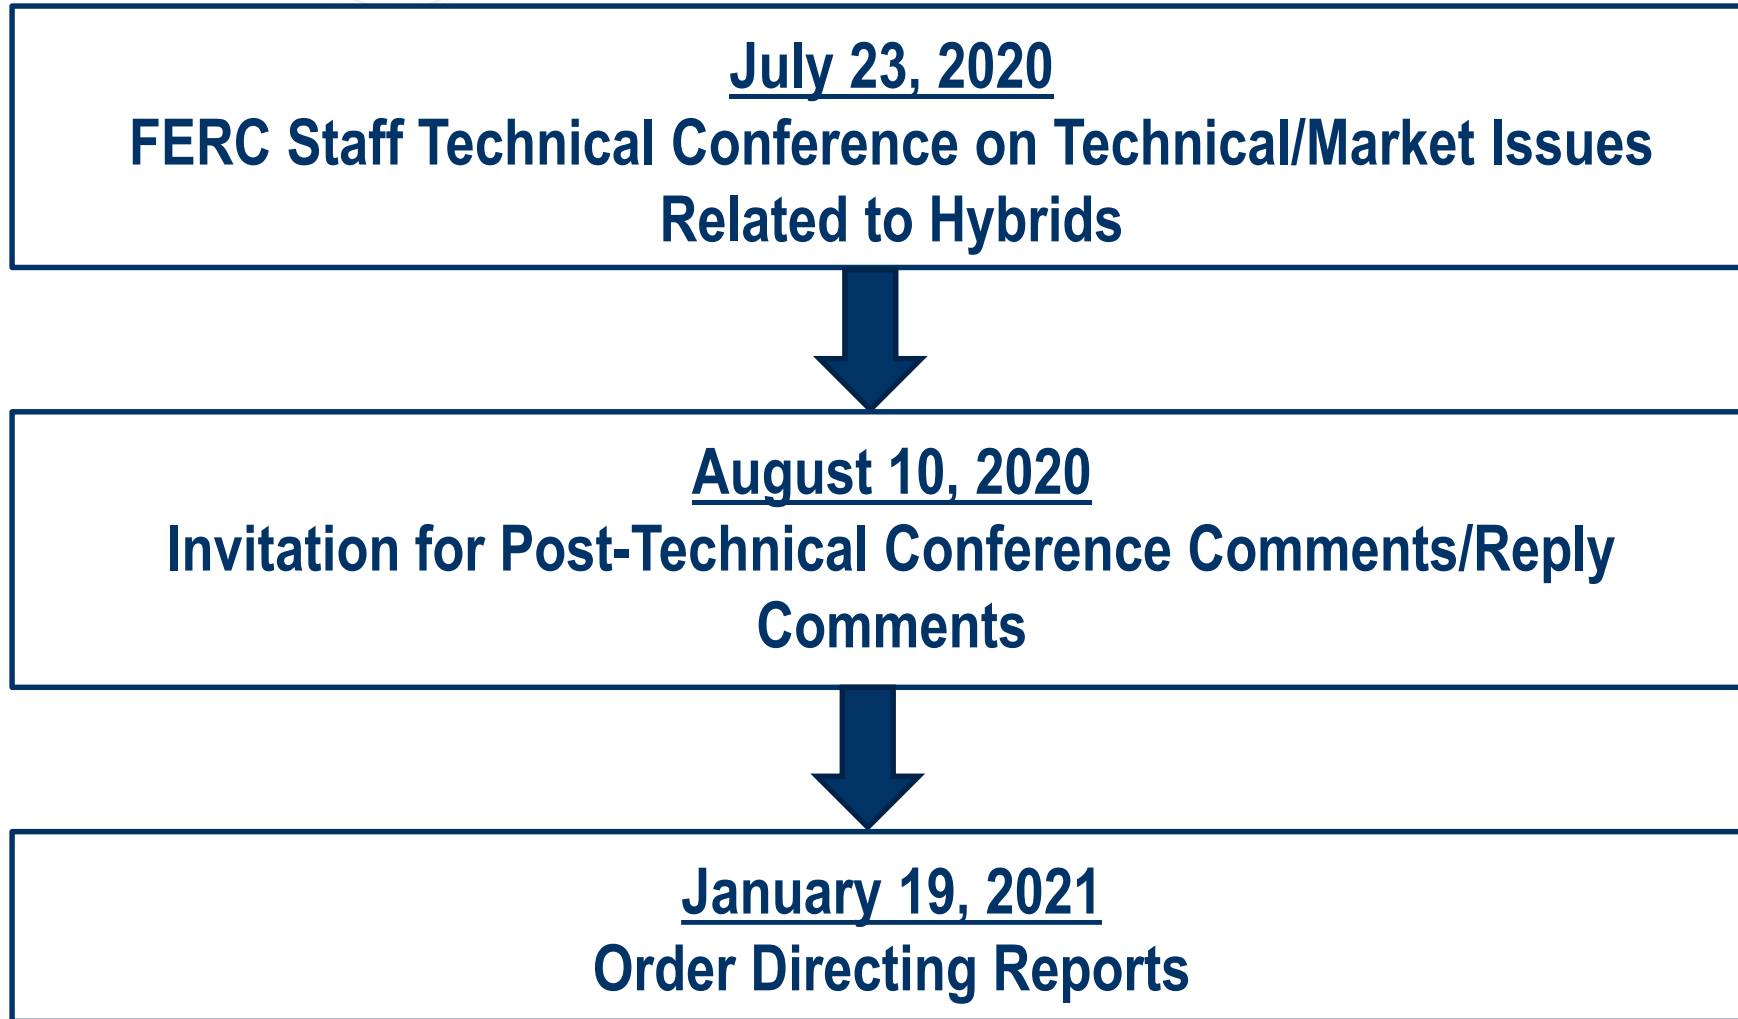 July 23, 2020
FERC Staff Technical Conference on Technical/Market Issues
Related to Hybrids
August 10, 2020
Invitation for Post-Technical Conference Comments/Reply
Comments
January 19, 2021
Order Directing Reports